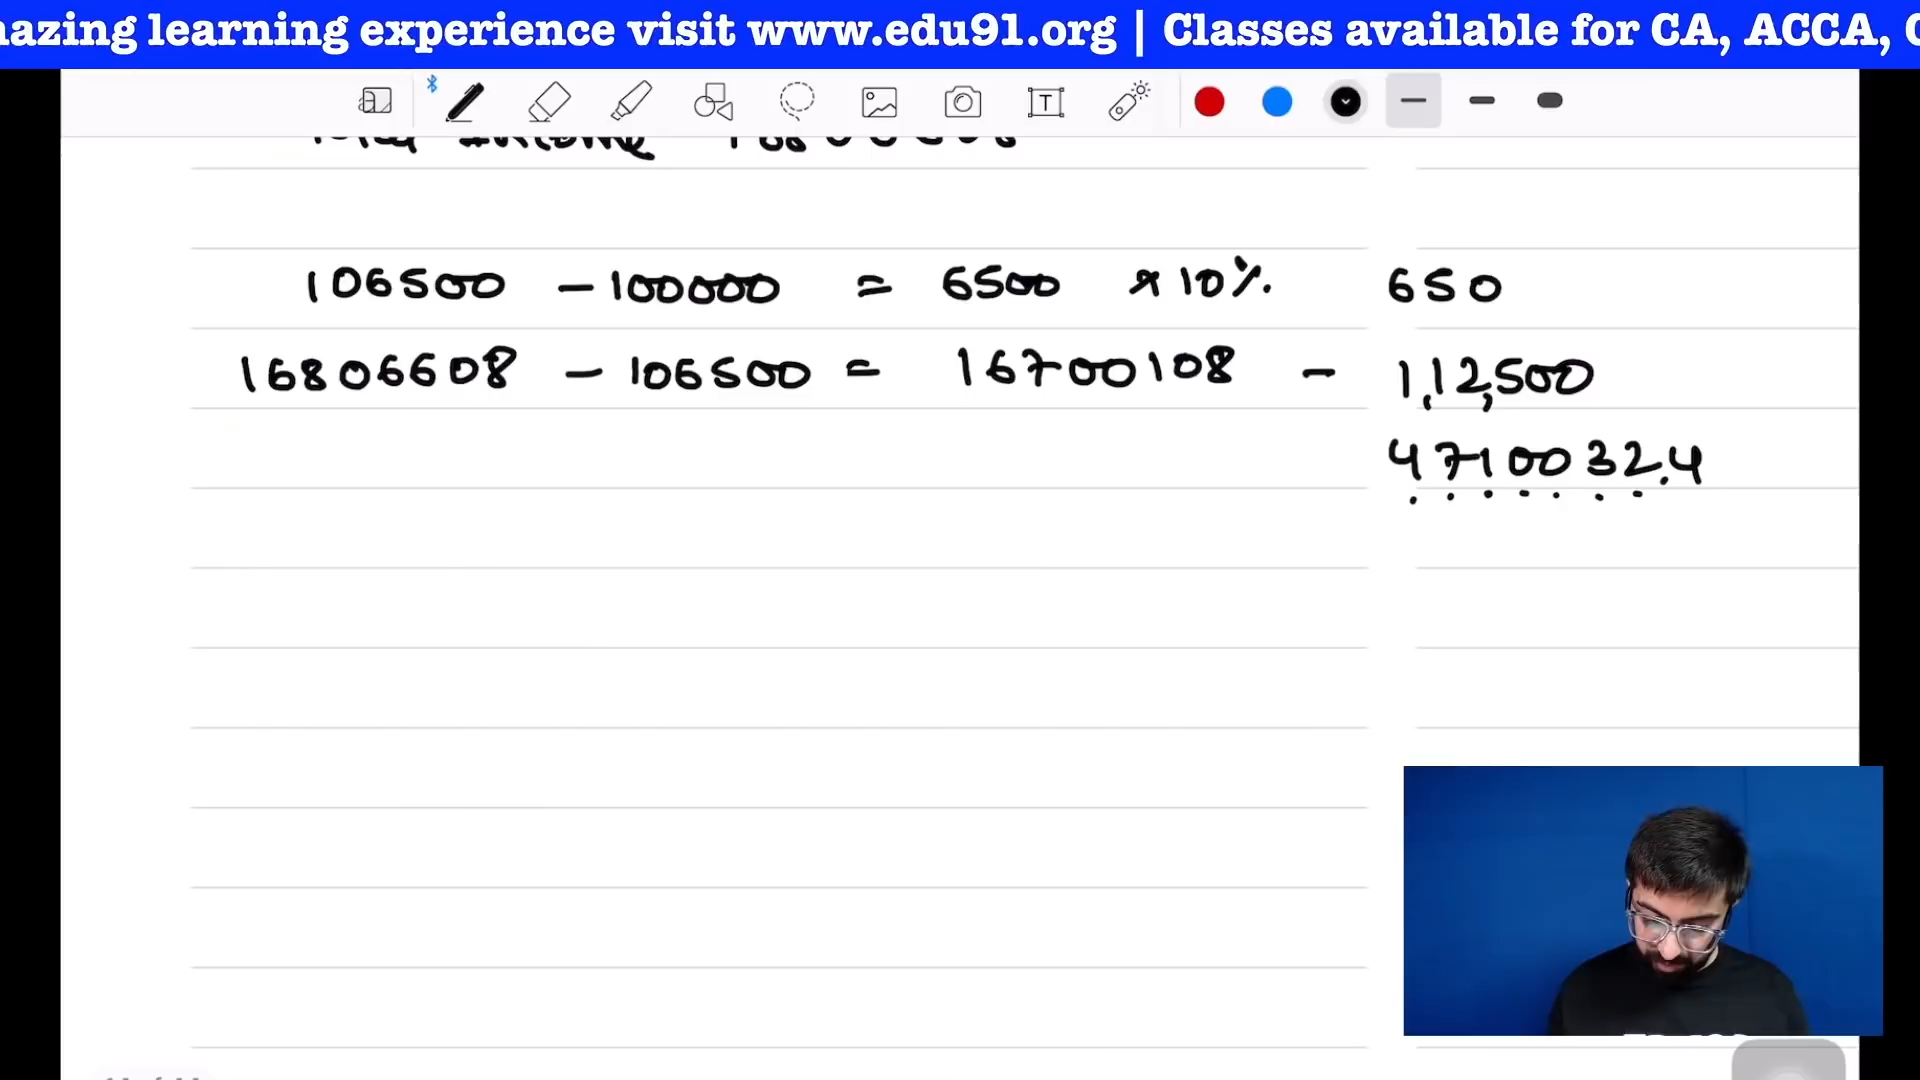 mazing learning experience visit www.edu91.org | Classes available for CA, ACCA, C
106500 - 100000 = 6500 × 10% 650
16806608 - 106500 = 16700108 - 1,12,500
4710032.4